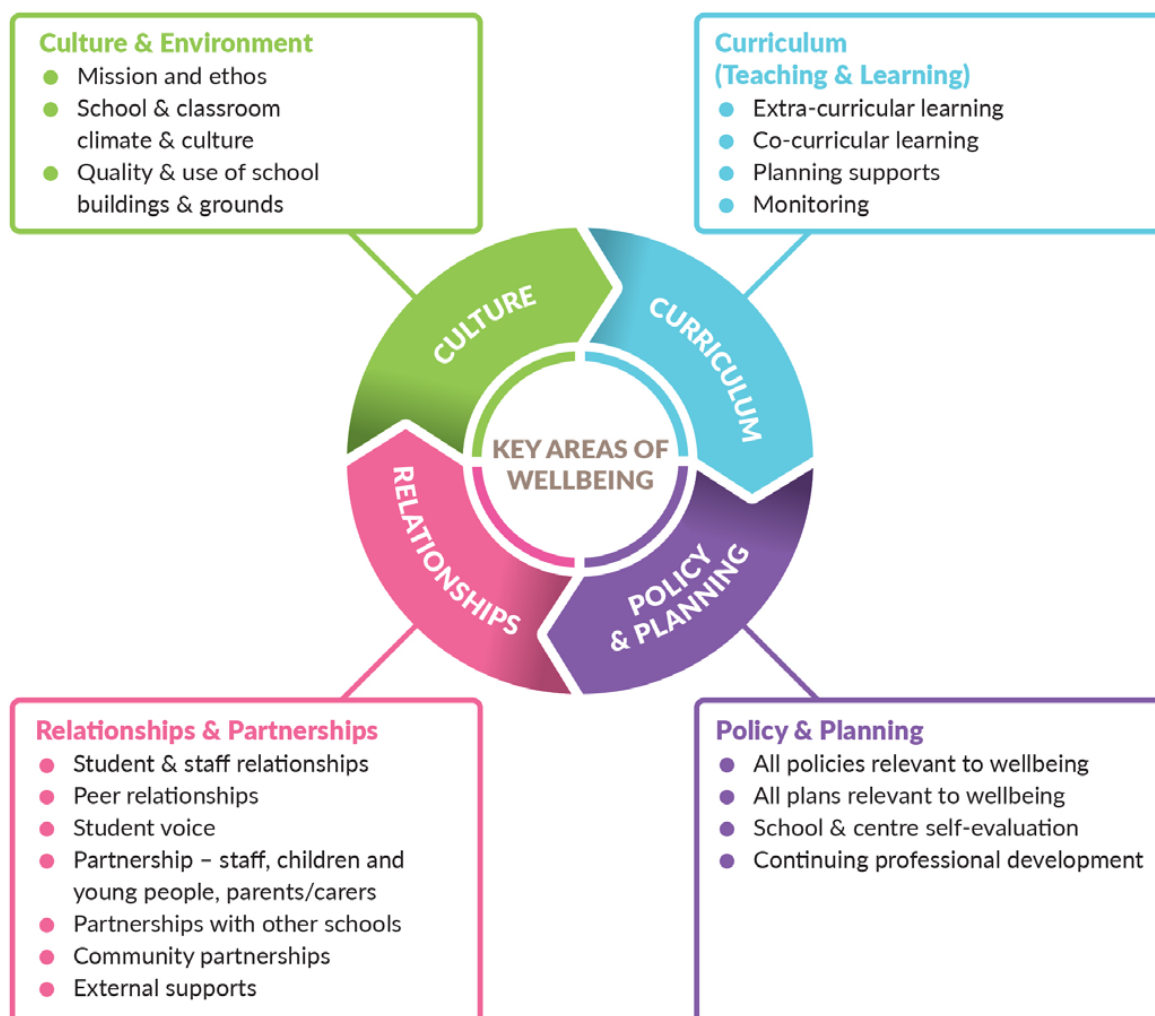 Culture & Environment
Mission and ethos
School & classroom
climate & culture
Quality & use of school
buildings & grounds
Curriculum
(Teaching & Learning)
Extra-curricular learning
Co-curricular learning
Planning supports
Monitoring
CULTURE
CURRICULUM
KEY AREAS OF
WELLBEING
RELATIONSHIPS
POLICY
& PLANNING
Relationships & Partnerships
Student & staff relationships
Peer relationships
Student voice
Partnership – staff, children and
young people, parents/carers
Partnerships with other schools
Community partnerships
External supports
Policy & Planning
All policies relevant to wellbeing
All plans relevant to wellbeing
School & centre self-evaluation
Continuing professional development